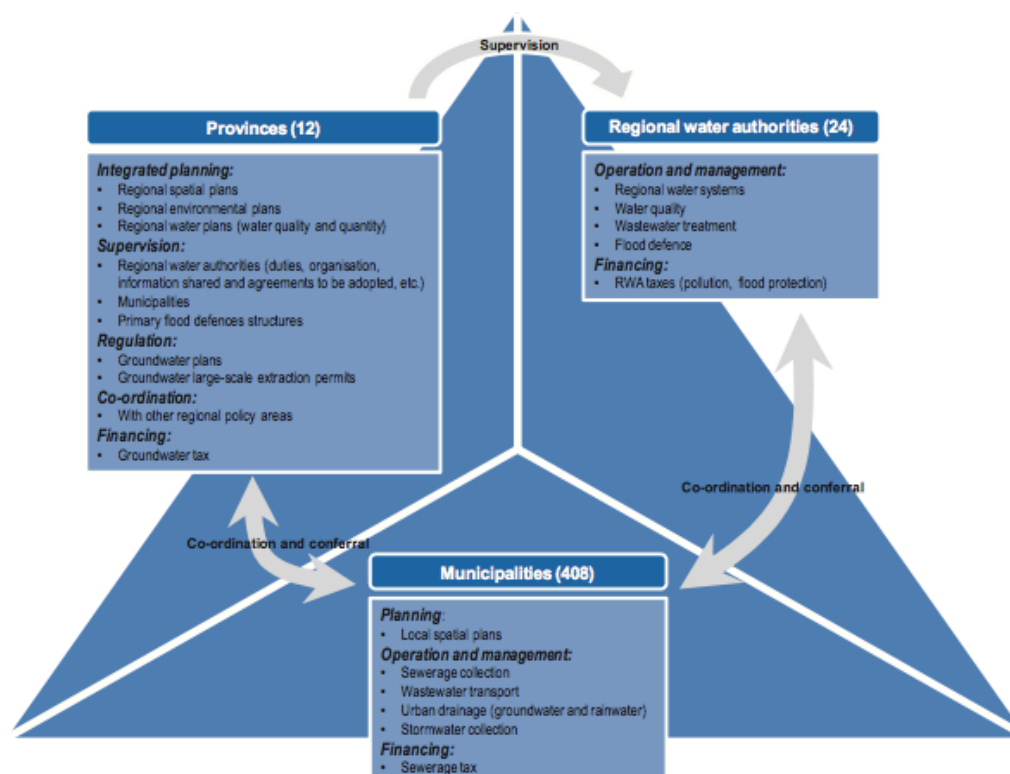 Supervision
Provinces (12)
Integrated planning:
• Regional spatial plans
• Regional environmental plans
• Regional water plans (water quality and quantity)
Supervision:
• Regional water authorities (duties, organisation,
information shared and agreements to be adopted, etc.)
• Municipalities
• Primary flood defences structures
Regulation:
• Groundwater plans
• Groundwater large-scale extraction permits
Co-ordination:
• With other regional policy areas
Financing:
• Groundwater tax
Regional water authorities (24)
Operation and management:
• Regional water systems
• Water quality
• Wastewater treatment
• Flood defence
Financing:
• RWA taxes (pollution, flood protection)
Co-ordination and conferral
Co-ordination and conferral
Municipalities (408)
Planning:
• Local spatial plans
Operation and management:
• Sewerage collection
• Wastewater transport
• Urban drainage (groundwater and rainwater)
• Stormwater collection
Financing:
• Sewerage tax